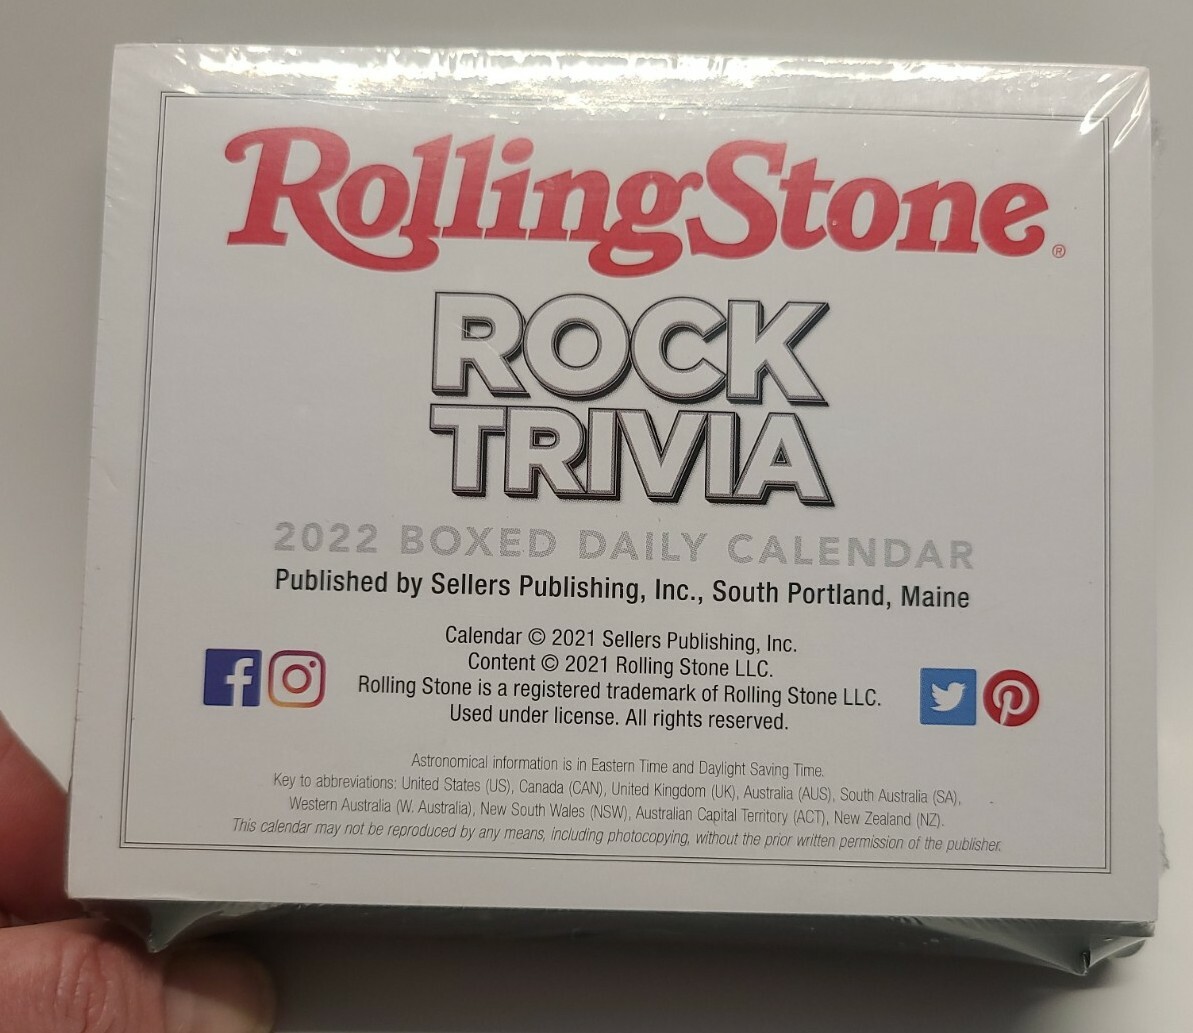 RollingStone®
ROCK
TRIVIA
2022 BOXED DAILY CALENDAR
Published by Sellers Publishing, Inc., South Portland, Maine
Calendar © 2021 Sellers Publishing, Inc.
Content © 2021 Rolling Stone LLC.
Rolling Stone is a registered trademark of Rolling Stone LLC.
Used under license. All rights reserved.
Astronomical information is in Eastern Time and Daylight Saving Time.
Key to abbreviations: United States (US), Canada (CAN), United Kingdom (UK), Australia (AUS), South Australia (SA),
Western Australia (W. Australia), New South Wales (NSW), Australian Capital Territory (ACT), New Zealand (NZ).
This calendar may not be reproduced by any means, including photocopying, without the prior written permission of the publisher.